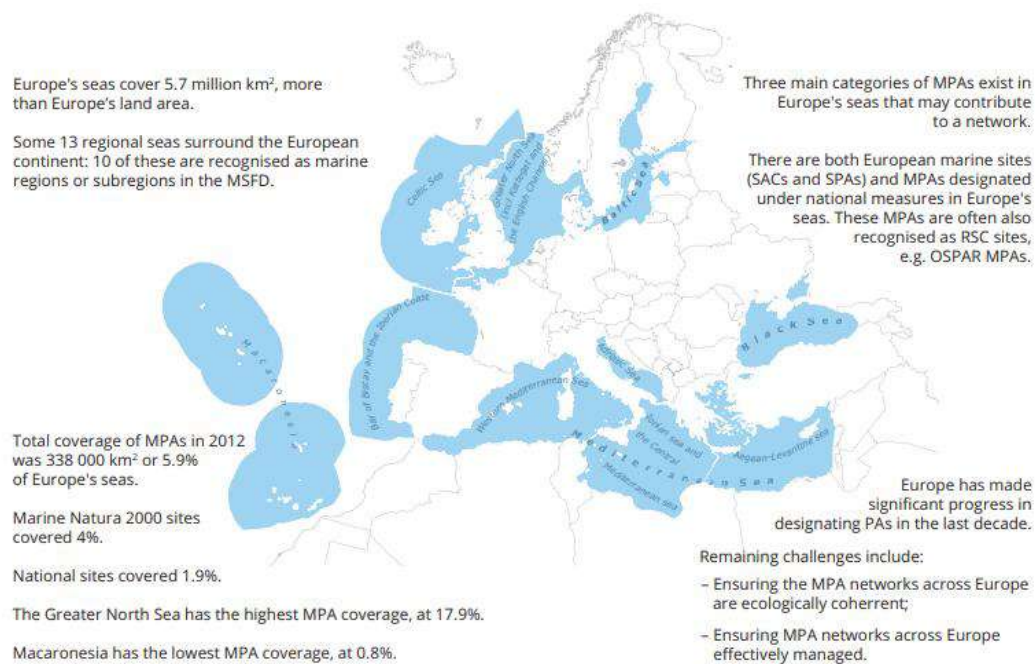 Europe's seas cover 5.7 million km², more
than Europe's land area.
Some 13 regional seas surround the European
continent: 10 of these are recognised as marine
regions or subregions in the MSFD.
Three main categories of MPAs exist in
Europe's seas that may contribute
to a network.
There are both European marine sites
(SACs and SPAs) and MPAs designated
under national measures in Europe's
seas. These MPAs are often also
recognised as RSC sites,
e.g. OSPAR MPAs.
Celtic Sea
Greater North Sea
(incl Kattegat and
the English Channel)
Baltic Sea
Bay of Biscay and the Iberian Coast
Macaronesia
Black Sea
Adriatic Sea
Western Mediterranean Sea
Ionian sea and
the Central
Mediterranean sea
Mediterranean Sea
Aegean-Levantine sea
Total coverage of MPAs in 2012
was 338 000 km² or 5.9%
of Europe's seas.
Marine Natura 2000 sites
covered 4%.
National sites covered 1.9%.
The Greater North Sea has the highest MPA coverage, at 17.9%.
Macaronesia has the lowest MPA coverage, at 0.8%.
Europe has made
significant progress in
designating PAs in the last decade.
Remaining challenges include:
– Ensuring the MPA networks across Europe
are ecologically coherrent;
– Ensuring MPA networks across Europe
effectively managed.